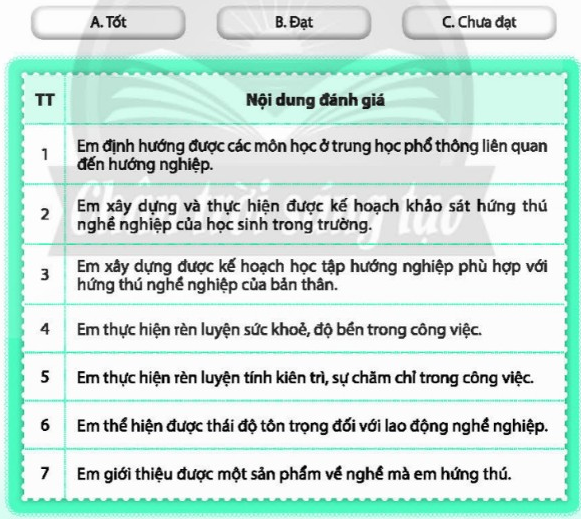 A. Tốt B. Đạt C. Chưa đạt
TT Nội dung đánh giá
1 Em định hướng được các môn học ở trung học phổ thông liên quan
đến hướng nghiệp.
2 Em xây dựng và thực hiện được kế hoạch khảo sát hứng thú
nghề nghiệp của học sinh trong trường.
3 Em xây dựng được kế hoạch học tập hướng nghiệp phù hợp với
hứng thú nghề nghiệp của bản thân.
4 Em thực hiện rèn luyện sức khoẻ, độ bền trong công việc.
5 Em thực hiện rèn luyện tính kiên trì, sự chăm chỉ trong công việc.
6 Em thể hiện được thái độ tôn trọng đối với lao động nghề nghiệp.
7 Em giới thiệu được một sản phẩm về nghề mà em hứng thú.
Chân trời sáng tạo